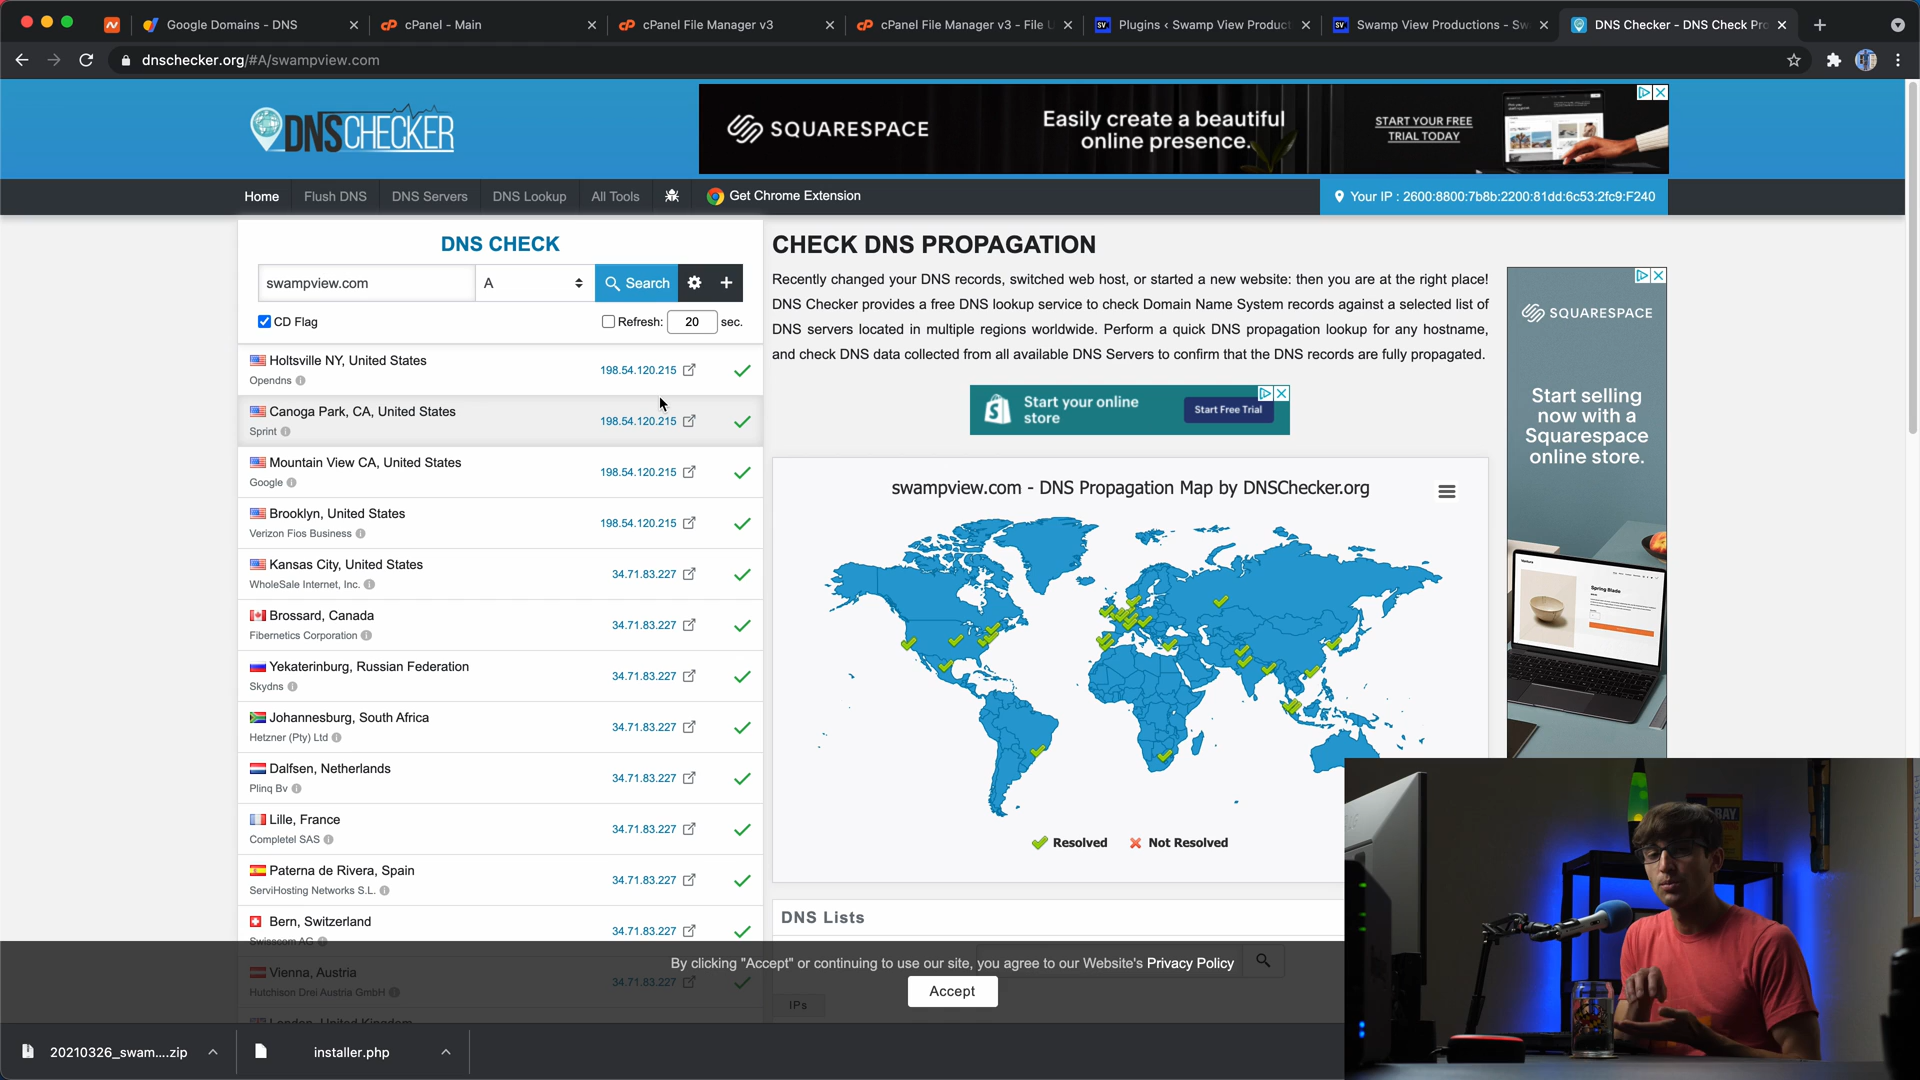 Google Domains - DNS
cPanel - Main
cPanel File Manager v3
cPanel File Manager v3 - File U
Plugins ‹ Swamp View Product
Swamp View Productions - Sw
DNS Checker - DNS Check Pro
dnschecker.org/#A/swampview.com
DNSCHECKER
SQUARESPACE
Easily create a beautiful
online presence.
START YOUR FREE
TRIAL TODAY
Home
Flush DNS
DNS Servers
DNS Lookup
All Tools
Get Chrome Extension
Your IP : 2600:8800:7b8b:2200:81dd:6c53:2fc9:F240
DNS CHECK
swampview.com
A
Search
CD Flag
Refresh: 20 sec.
Holtsville NY, United States
Opendns
198.54.120.215
Canoga Park, CA, United States
Sprint
198.54.120.215
Mountain View CA, United States
Google
198.54.120.215
Brooklyn, United States
Verizon Fios Business
198.54.120.215
Kansas City, United States
WholeSale Internet, Inc.
34.71.83.227
Brossard, Canada
Fibernetics Corporation
34.71.83.227
Yekaterinburg, Russian Federation
Skydns
34.71.83.227
Johannesburg, South Africa
Hetzner (Pty) Ltd
34.71.83.227
Dalfsen, Netherlands
Plinq Bv
34.71.83.227
Lille, France
Completel SAS
34.71.83.227
Paterna de Rivera, Spain
ServiHosting Networks S.L.
34.71.83.227
Bern, Switzerland
Swisscom AG
34.71.83.227
Vienna, Austria
Hutchison Drei Austria GmbH
34.71.83.227
London, United Kingdom
CHECK DNS PROPAGATION
Recently changed your DNS records, switched web host, or started a new website: then you are at the right place!
DNS Checker provides a free DNS lookup service to check Domain Name System records against a selected list of
DNS servers located in multiple regions worldwide. Perform a quick DNS propagation lookup for any hostname,
and check DNS data collected from all available DNS Servers to confirm that the DNS records are fully propagated.
Start your online
store
Start Free Trial
swampview.com - DNS Propagation Map by DNSChecker.org
Resolved
Not Resolved
DNS Lists
IPs
SQUARESPACE
Start selling
now with a
Squarespace
online store.
Spring Blade
By clicking "Accept" or continuing to use our site, you agree to our Website's Privacy Policy
Accept
20210326_swam....zip
installer.php